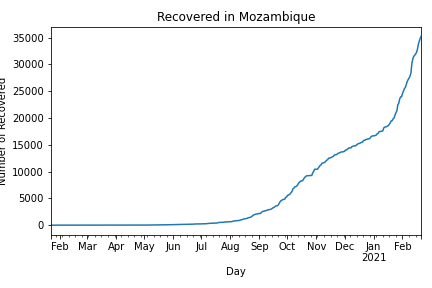 Recovered in Mozambique
35000
30000
25000
20000
15000
10000
5000
0
Number of Recovered
Feb Mar Apr May Jun Jul Aug Sep Oct Nov Dec Jan Feb
2021
Day